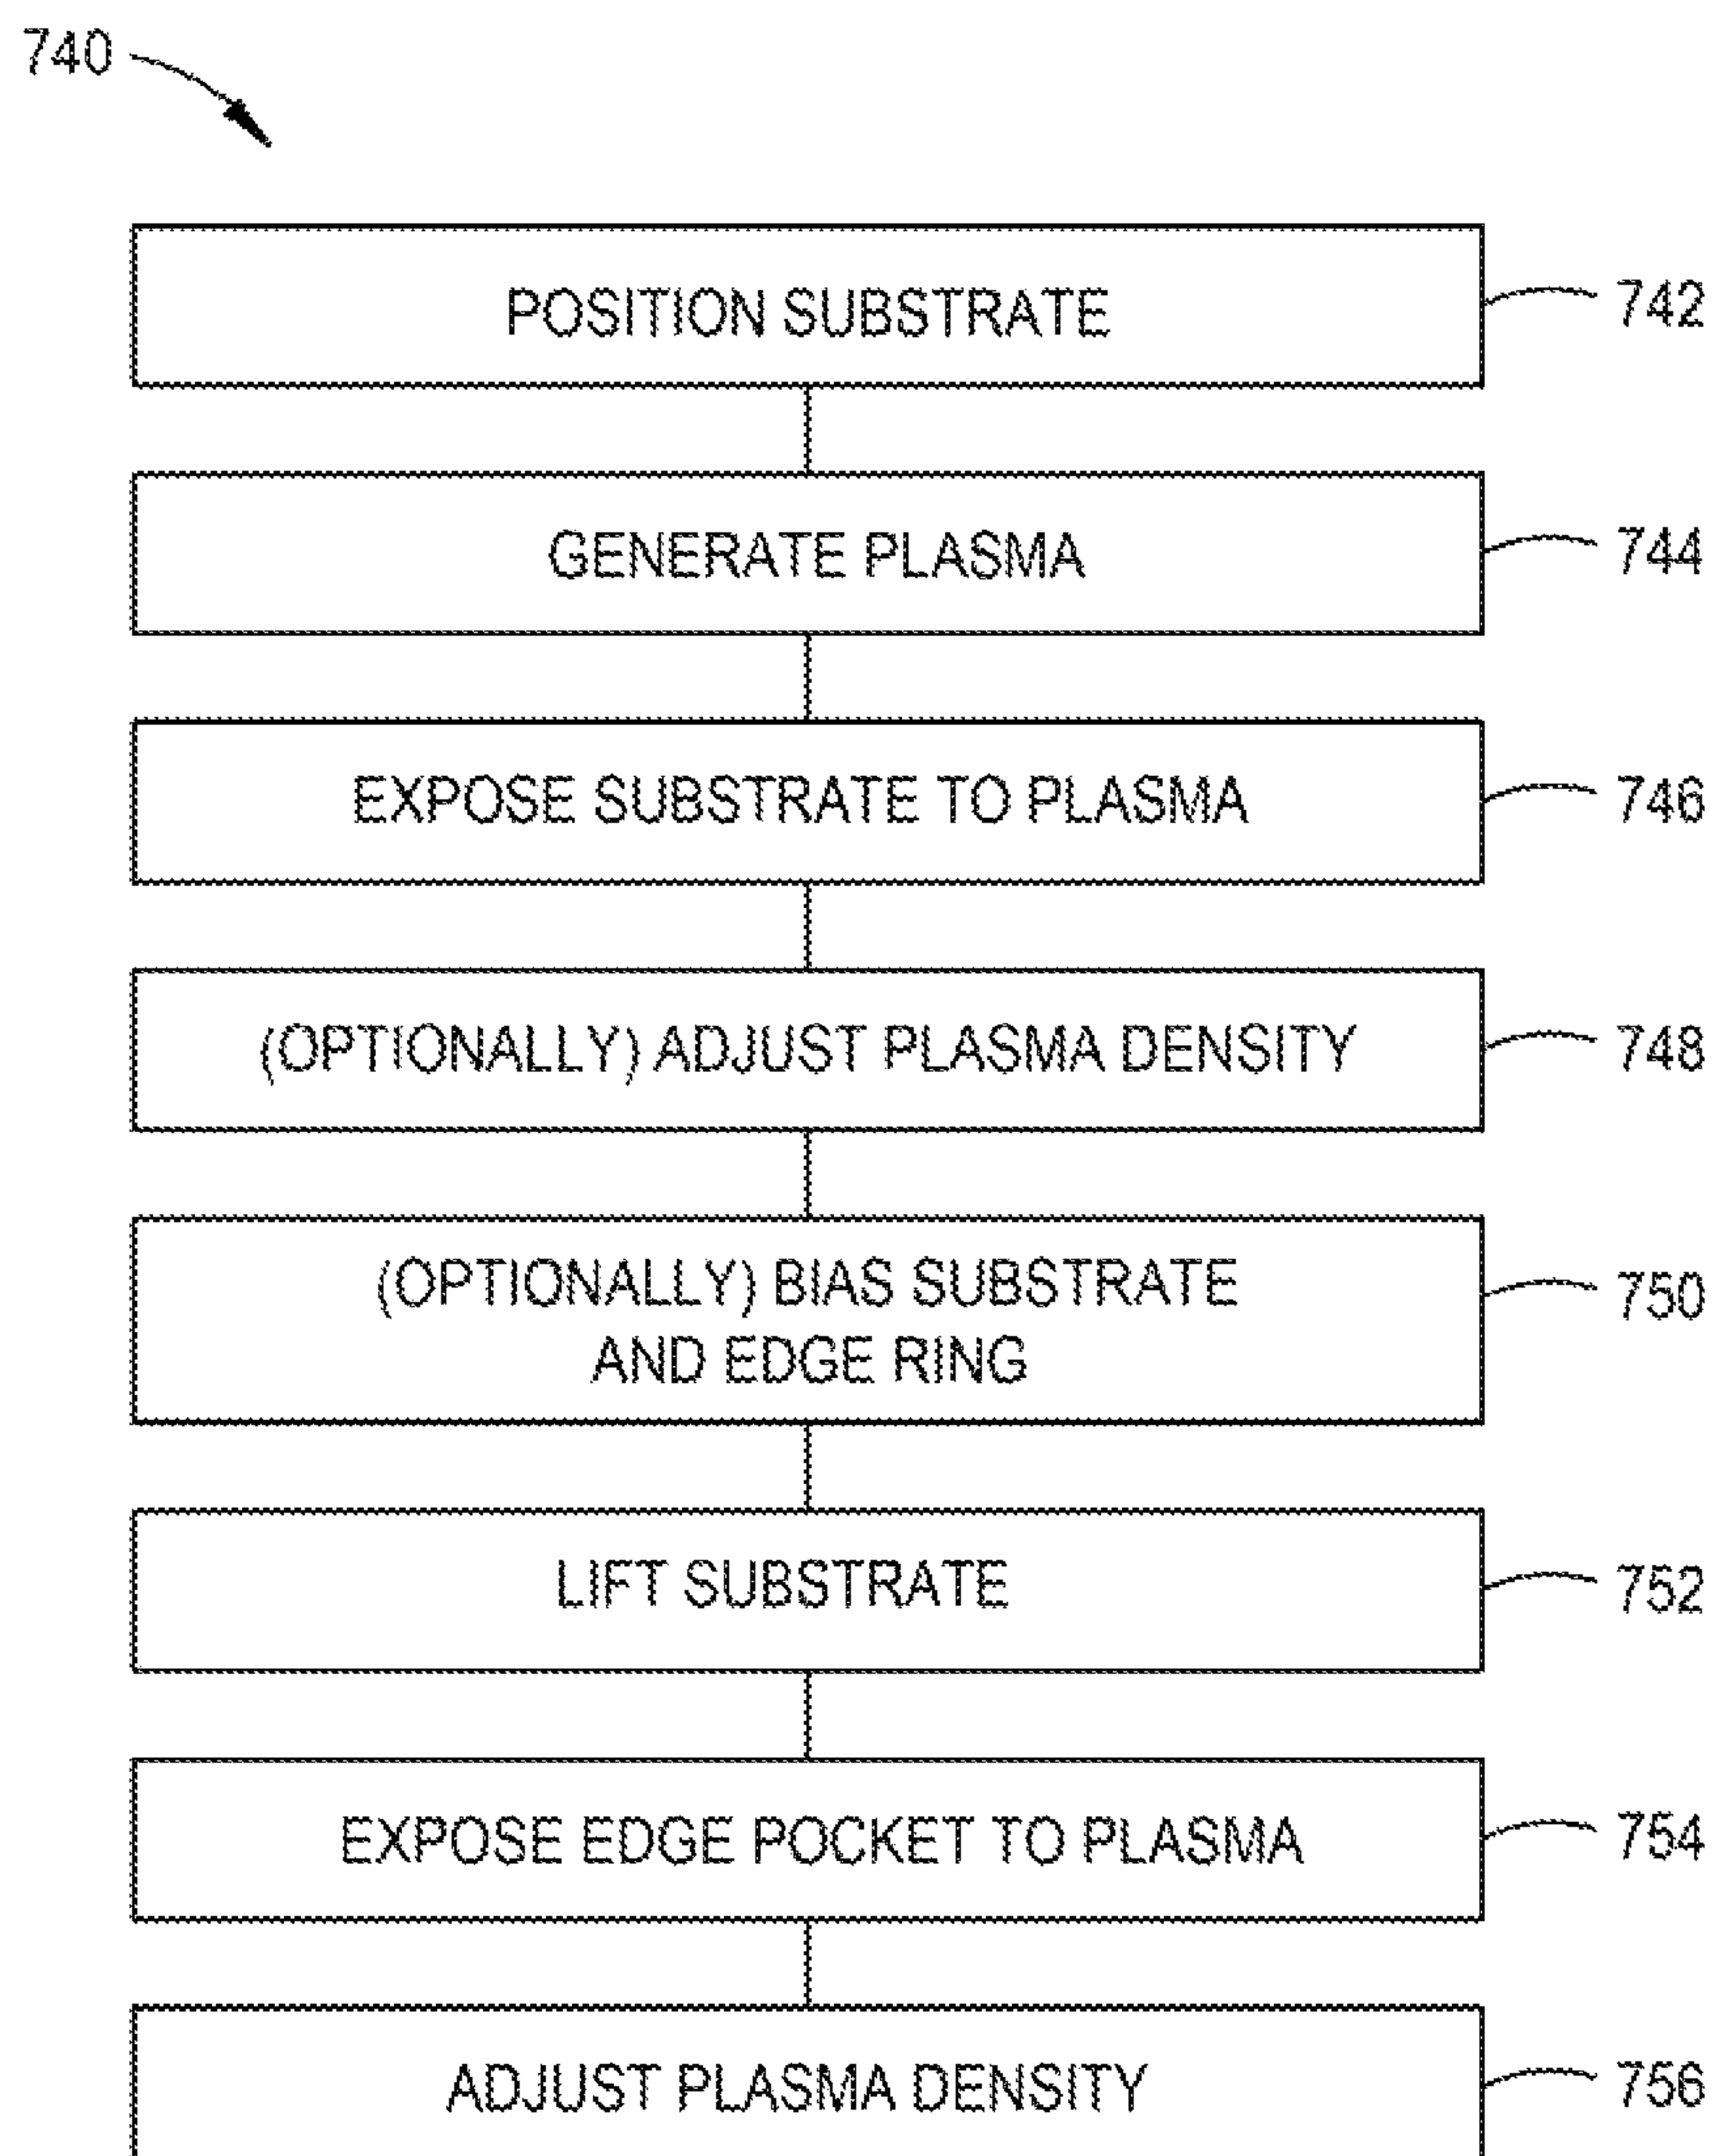 740
POSITION SUBSTRATE
742
GENERATE PLASMA
744
EXPOSE SUBSTRATE TO PLASMA
746
(OPTIONALLY) ADJUST PLASMA DENSITY
748
(OPTIONALLY) BIAS SUBSTRATE
AND EDGE RING
750
LIFT SUBSTRATE
752
EXPOSE EDGE POCKET TO PLASMA
754
ADJUST PLASMA DENSITY
756